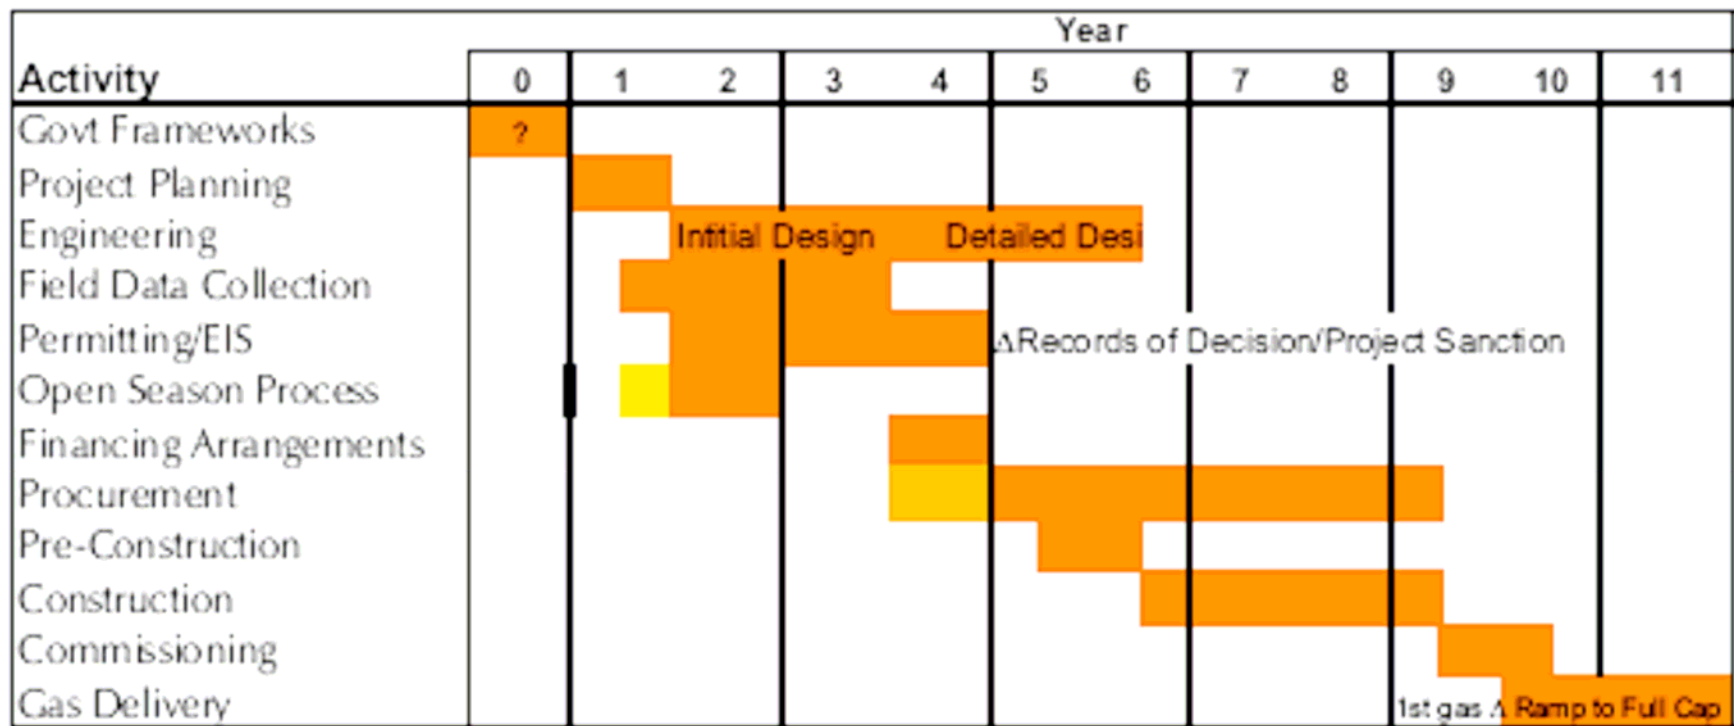 Year
Activity 0 1 2 3 4 5 6 7 8 9 10 11
Govt Frameworks ?
Project Planning
Engineering Infitial Design Detailed Desi
Field Data Collection
Permitting/EIS ΔRecords of Decision/Project Sanction
Open Season Process
Financing Arrangements
Procurement
Pre-Construction
Construction
Commissioning
Gas Delivery 1st gas Δ Ramp to Full Cap